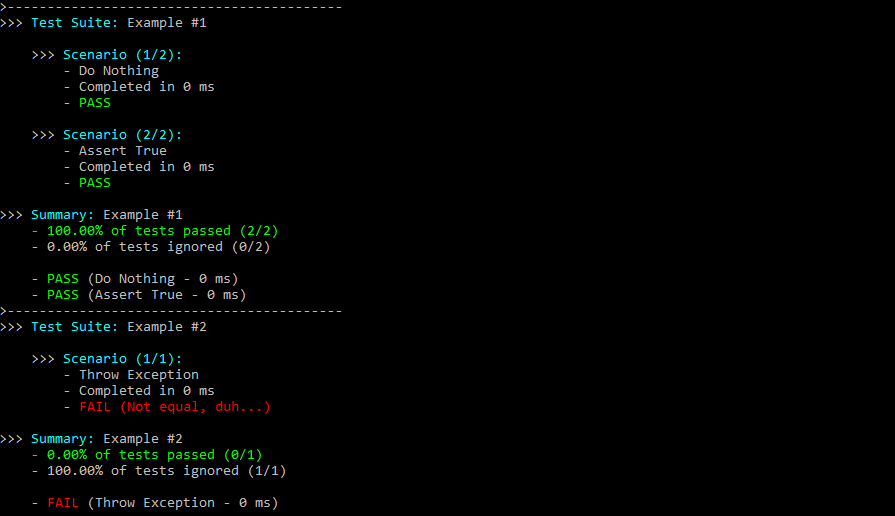 >------------------------------------------
>>> Test Suite: Example #1
>>> Scenario (1/2):
- Do Nothing
- Completed in 0 ms
- PASS
>>> Scenario (2/2):
- Assert True
- Completed in 0 ms
- PASS
>>> Summary: Example #1
- 100.00% of tests passed (2/2)
- 0.00% of tests ignored (0/2)
- PASS (Do Nothing - 0 ms)
- PASS (Assert True - 0 ms)
>------------------------------------------
>>> Test Suite: Example #2
>>> Scenario (1/1):
- Throw Exception
- Completed in 0 ms
- FAIL (Not equal, duh...)
>>> Summary: Example #2
- 0.00% of tests passed (0/1)
- 100.00% of tests ignored (1/1)
- FAIL (Throw Exception - 0 ms)